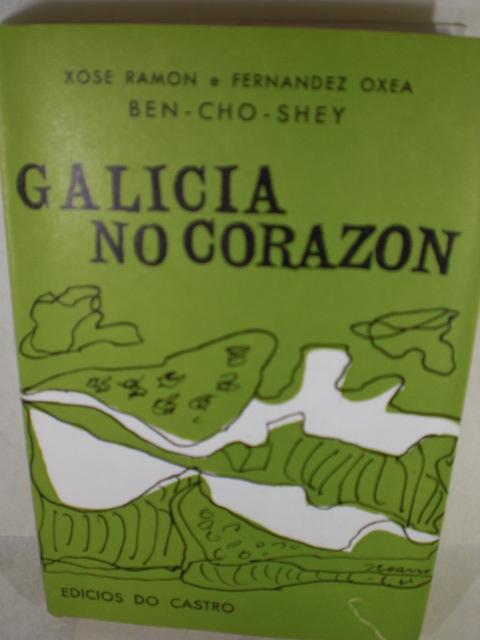 XOSE RAMON e FERNANDEZ OXEA
BEN-CHO-SHEY
GALICIA
NO CORAZON
EDICIOS DO CASTRO